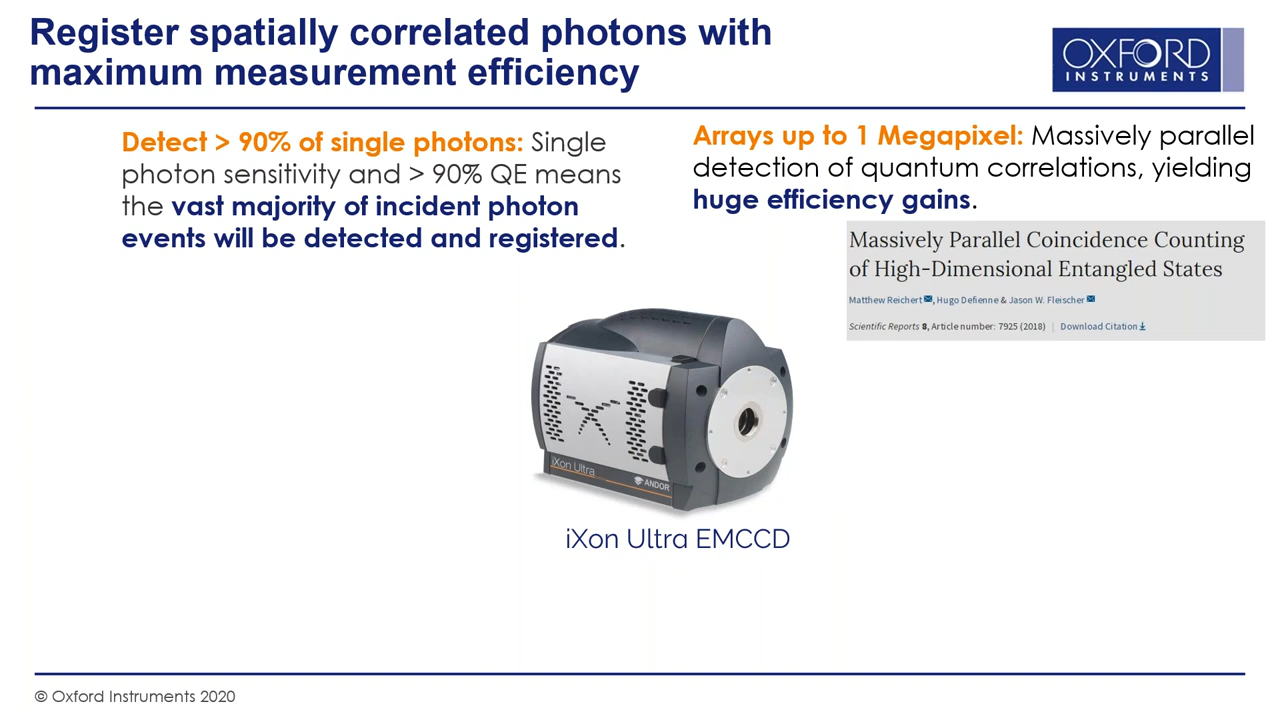 Register spatially correlated photons with
maximum measurement efficiency
OXFORD
INSTRUMENTS
Detect > 90% of single photons: Single
photon sensitivity and > 90% QE means
the vast majority of incident photon
events will be detected and registered.
Arrays up to 1 Megapixel: Massively parallel
detection of quantum correlations, yielding
huge efficiency gains.
Massively Parallel Coincidence Counting
of High-Dimensional Entangled States
Matthew Reichert, Hugo Defienne & Jason W. Fleischer
Scientific Reports 8, Article number: 7925 (2018) | Download Citation
iXon Ultra
ANDOR
iXon Ultra EMCCD
© Oxford Instruments 2020